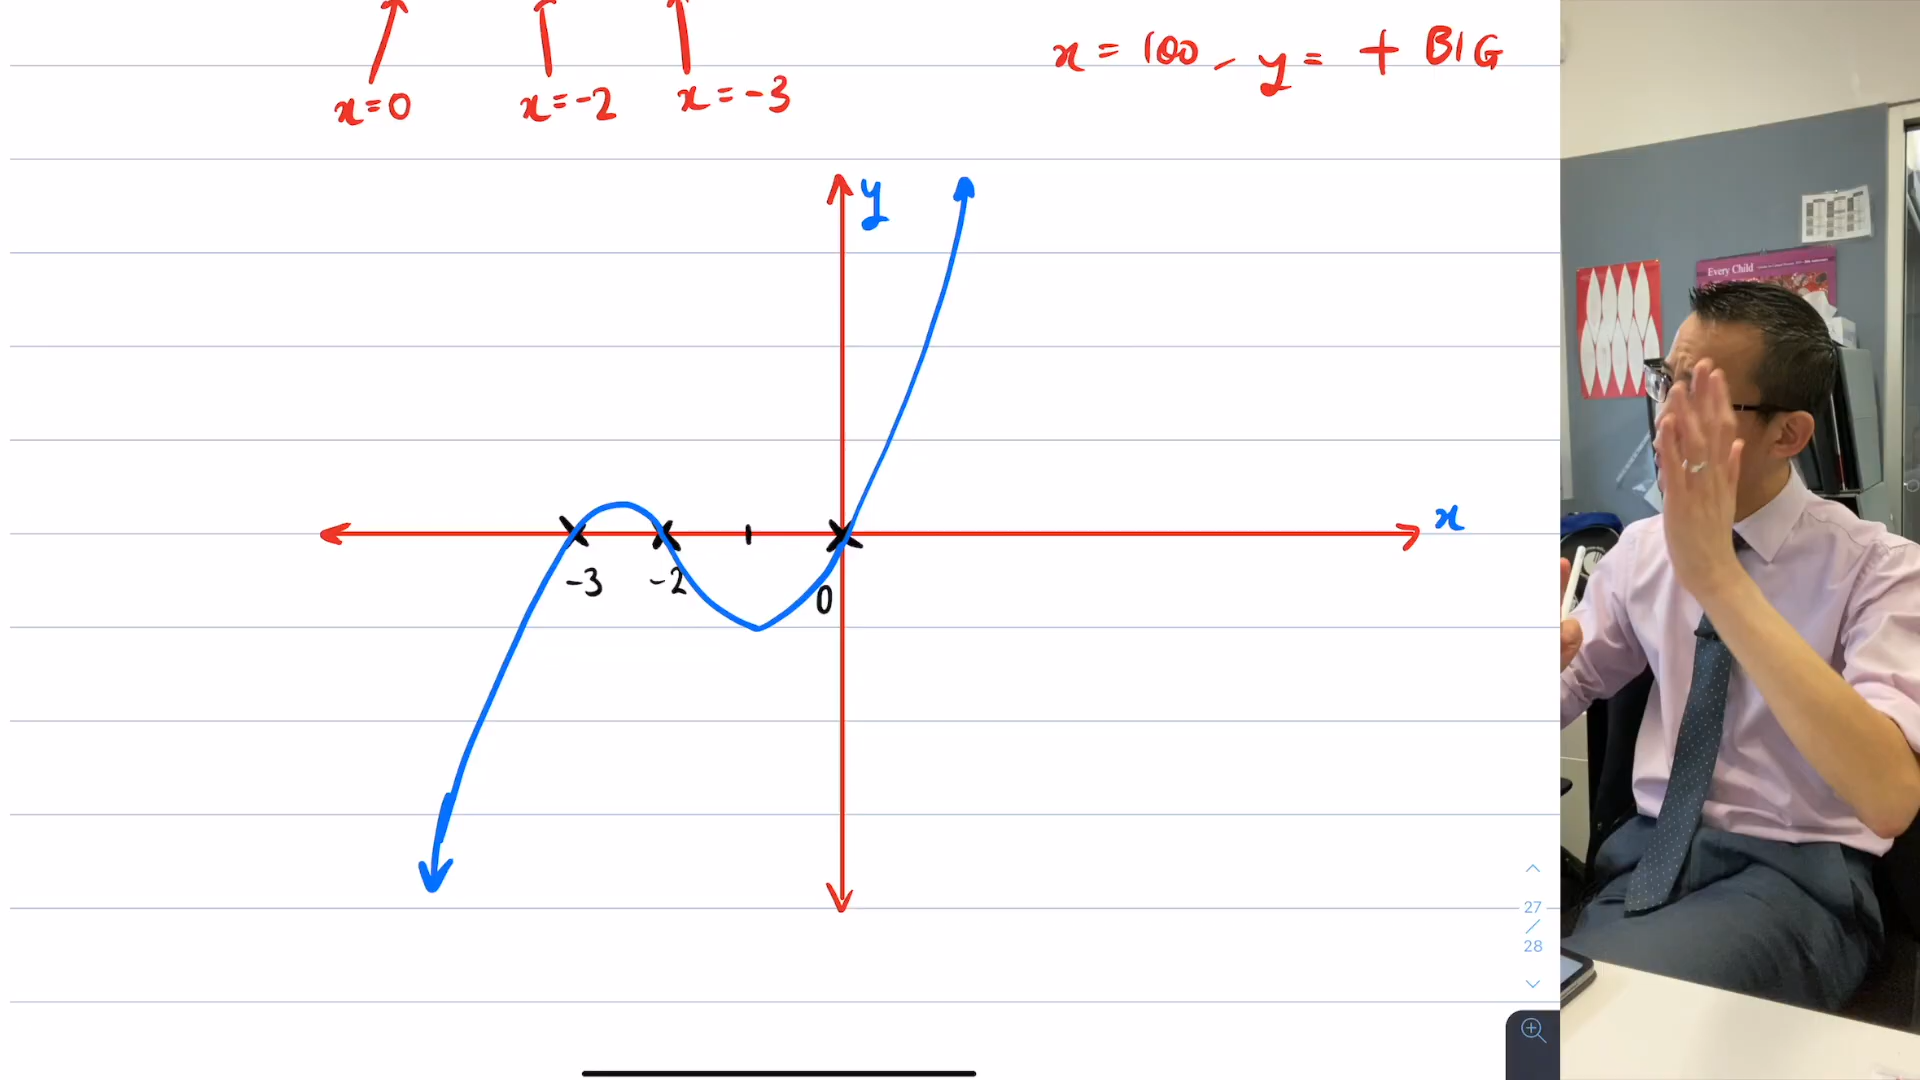 x = 100, y = + BIG
x=0 x=-2 x=-3
y
x
-3 -2 0
27
/
28
Every Child